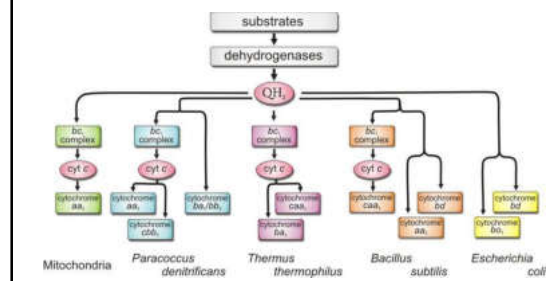 substrates
dehydrogenases
QH₂
bc₁
complex
cyt c
cytochrome
aa₃
Mitochondria
bc₁
complex
cyt c
cytochrome
aa₃
cytochrome
cbb₃
cytochrome
ba₃/bb₃
Paracoccus
denitrificans
bc₁
complex
cyt c
cytochrome
caa₃
cytochrome
ba₃
Thermus
thermophilus
bc₁
complex
cyt c
cytochrome
caa₃
cytochrome
bd
cytochrome
aa₃
Bacillus
subtilis
cytochrome
bd
cytochrome
bo₃
Escherichia
coli